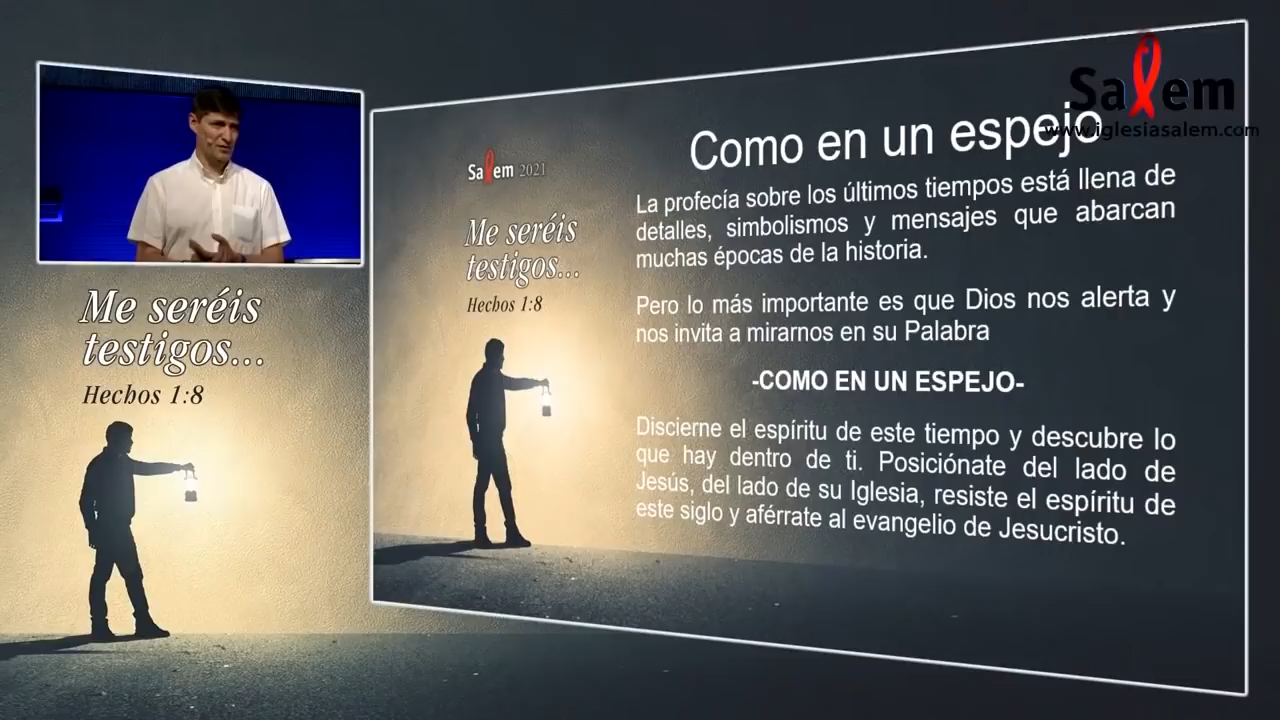 Salem
www.iglesiasalem.com
Como en un espejo
La profecía sobre los últimos tiempos está llena de
detalles, simbolismos y mensajes que abarcan
muchas épocas de la historia.
Pero lo más importante es que Dios nos alerta y
nos invita a mirarnos en su Palabra
-COMO EN UN ESPEJO-
Discierne el espíritu de este tiempo y descubre lo
que hay dentro de ti. Posiciónate del lado de
Jesús, del lado de su Iglesia, resiste el espíritu de
este siglo y aférrate al evangelio de Jesucristo.
Salem 2021
Me seréis
testigos...
Hechos 1:8
Me seréis
testigos...
Hechos 1:8